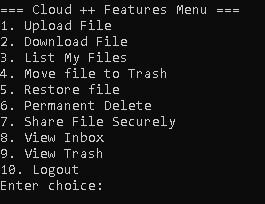 === Cloud ++ Features Menu ===
1. Upload File
2. Download File
3. List My Files
4. Move file to Trash
5. Restore file
6. Permanent Delete
7. Share File Securely
8. View Inbox
9. View Trash
10. Logout
Enter choice: